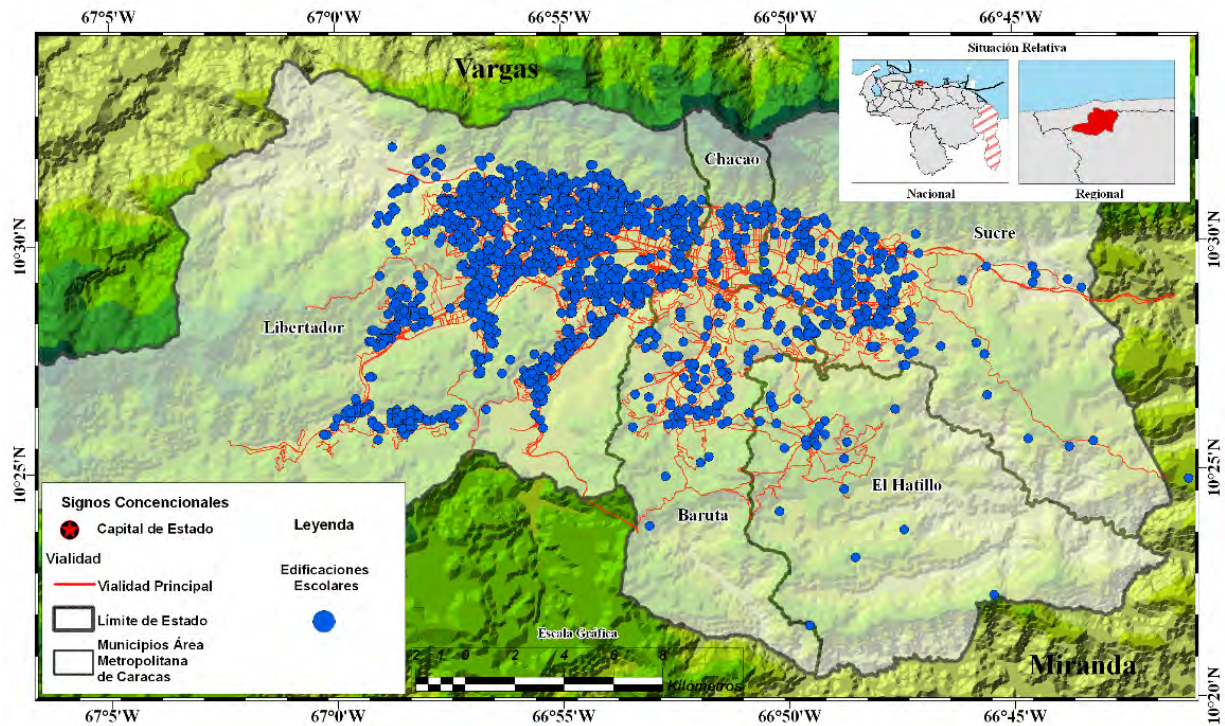 67°5'W 67°0'W 66°55'W 66°50'W 66°45'W
Vargas
Situación Relativa
Nacional
Regional
Chacao
Sucre
10°30'N
10°30'N
Libertador
10°25'N
10°25'N
El Hatillo
Baruta
Signos Concencionales
Capital de Estado
Leyenda
Vialidad
Edificaciones
Escolares
Vialidad Principal
Límite de Estado
Municipios Área
Metropolitana
de Caracas
Escala Gráfica
2 1 0 2 4 6 8
Kilómetros
Miranda
10°20'N
67°5'W 67°0'W 66°55'W 66°50'W 66°45'W